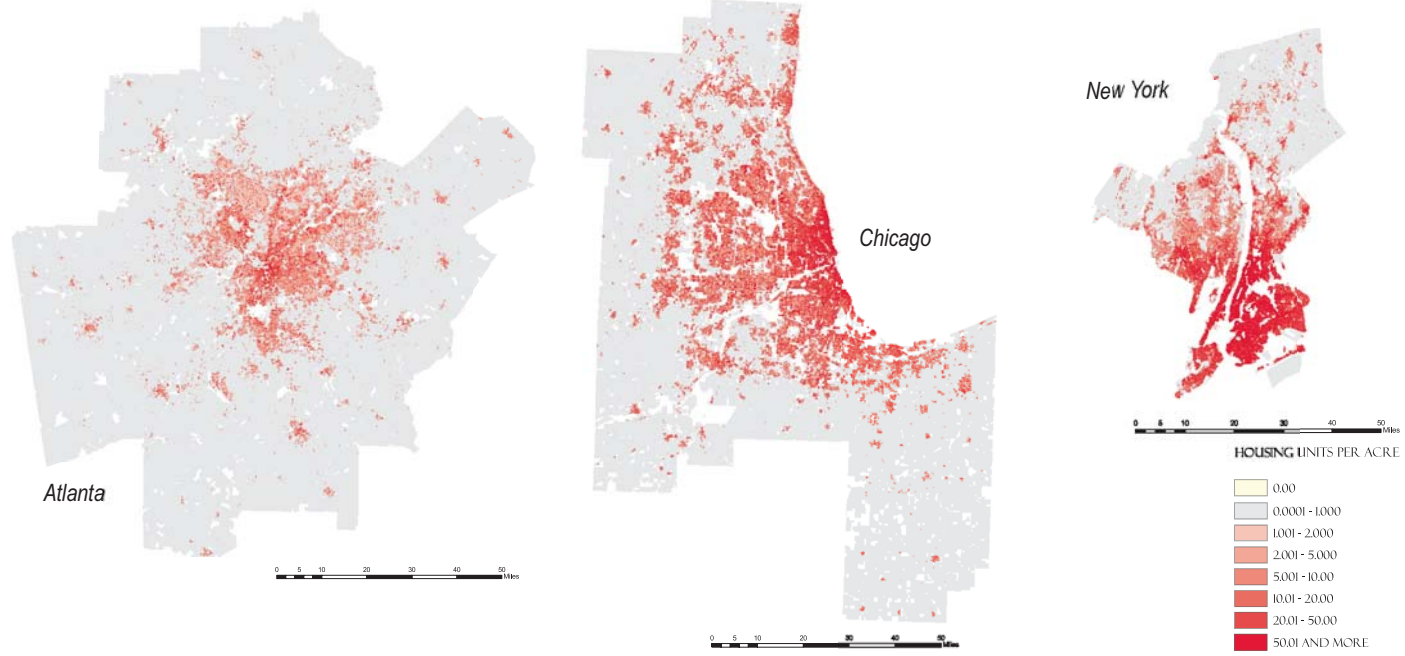 Atlanta
0 5 10 20 30 40 50
Miles
Chicago
0 5 10 20 30 40 50
Miles
New York
0 5 10 20 30 40 50
Miles
HOUSING UNITS PER ACRE
0.00
0.0001 - 1.000
1.001 - 2.000
2.001 - 5.000
5.001 - 10.00
10.01 - 20.00
20.01 - 50.00
50.01 AND MORE